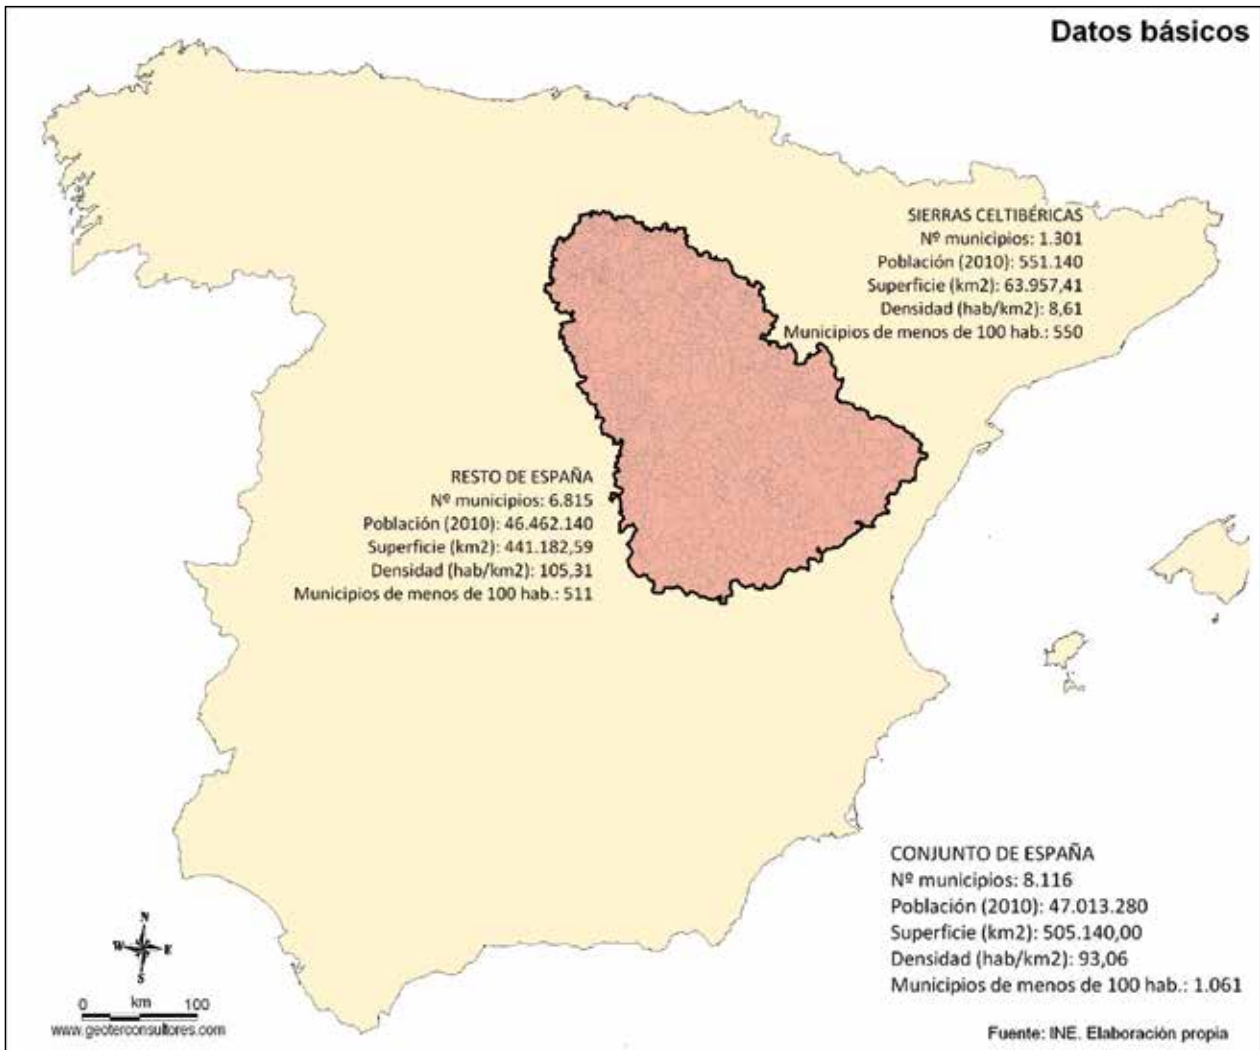 Datos básicos
SIERRAS CELTIBÉRICAS
Nº municipios: 1.301
Población (2010): 551.140
Superficie (km2): 63.957,41
Densidad (hab/km2): 8,61
Municipios de menos de 100 hab.: 550
RESTO DE ESPAÑA
Nº municipios: 6.815
Población (2010): 46.462.140
Superficie (km2): 441.182,59
Densidad (hab/km2): 105,31
Municipios de menos de 100 hab.: 511
CONJUNTO DE ESPAÑA
Nº municipios: 8.116
Población (2010): 47.013.280
Superficie (km2): 505.140,00
Densidad (hab/km2): 93,06
Municipios de menos de 100 hab.: 1.061
N
W E
S
0 km 100
www.geoterconsultores.com
Fuente: INE. Elaboración propia